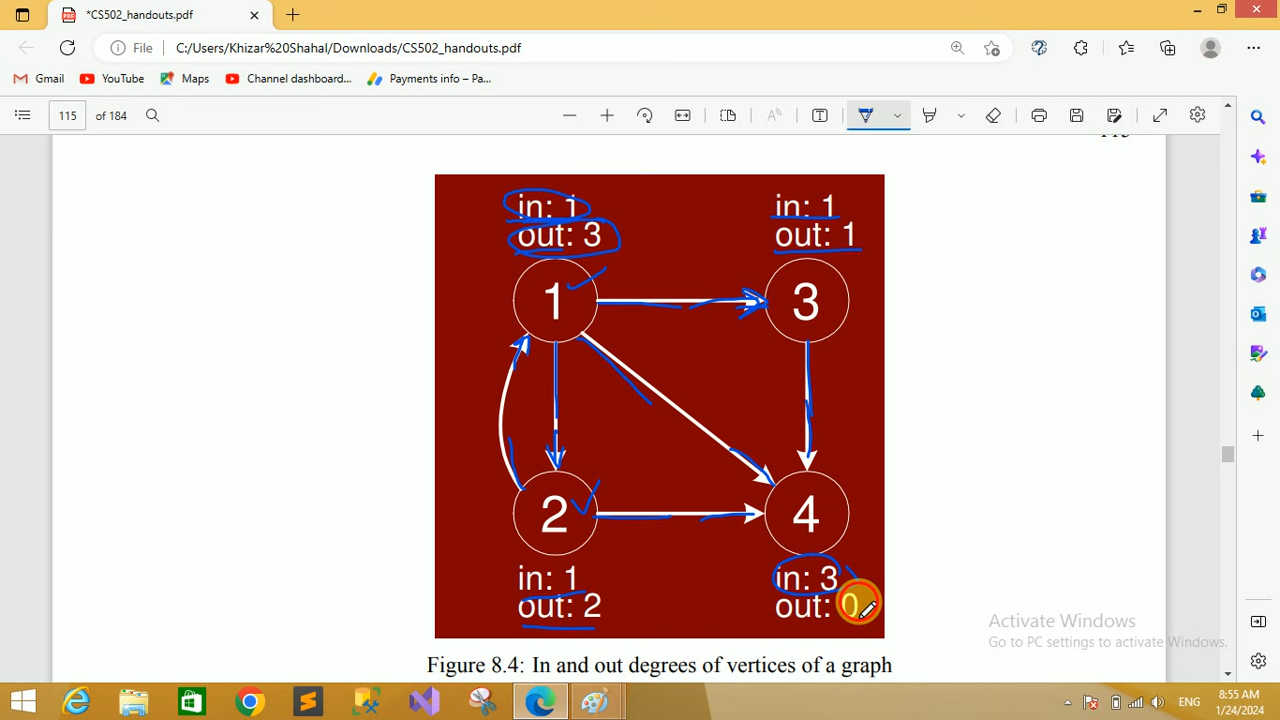 *CS502_handouts.pdf
File C:/Users/Khizar%20Shahal/Downloads/CS502_handouts.pdf
Gmail YouTube Maps Channel dashboard... Payments info – Pa...
115 of 184
in: 1 in: 1
out: 3 out: 1
1 3
2 4
in: 1 in: 3
out: 2 out: 0
Figure 8.4: In and out degrees of vertices of a graph
Activate Windows
Go to PC settings to activate Windows.
ENG 8:55 AM
1/24/2024